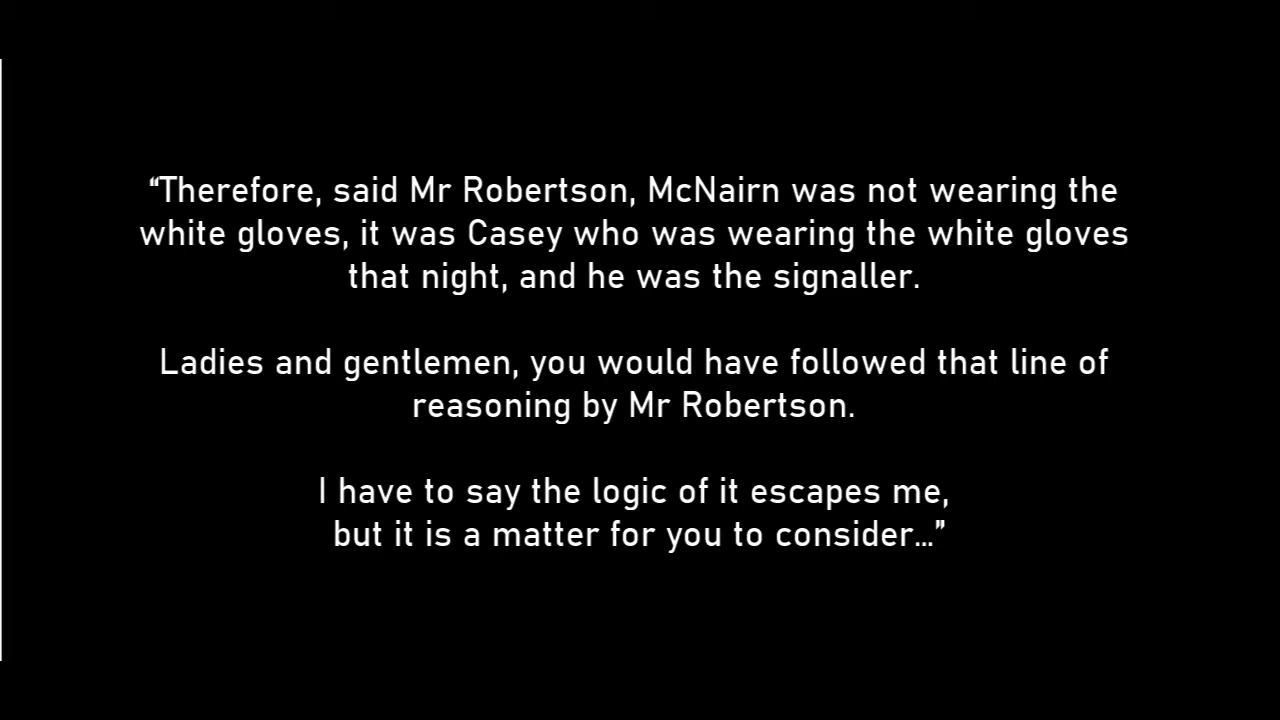 “Therefore, said Mr Robertson, McNairn was not wearing the
white gloves, it was Casey who was wearing the white gloves
that night, and he was the signaller.
Ladies and gentlemen, you would have followed that line of
reasoning by Mr Robertson.
I have to say the logic of it escapes me,
but it is a matter for you to consider…”